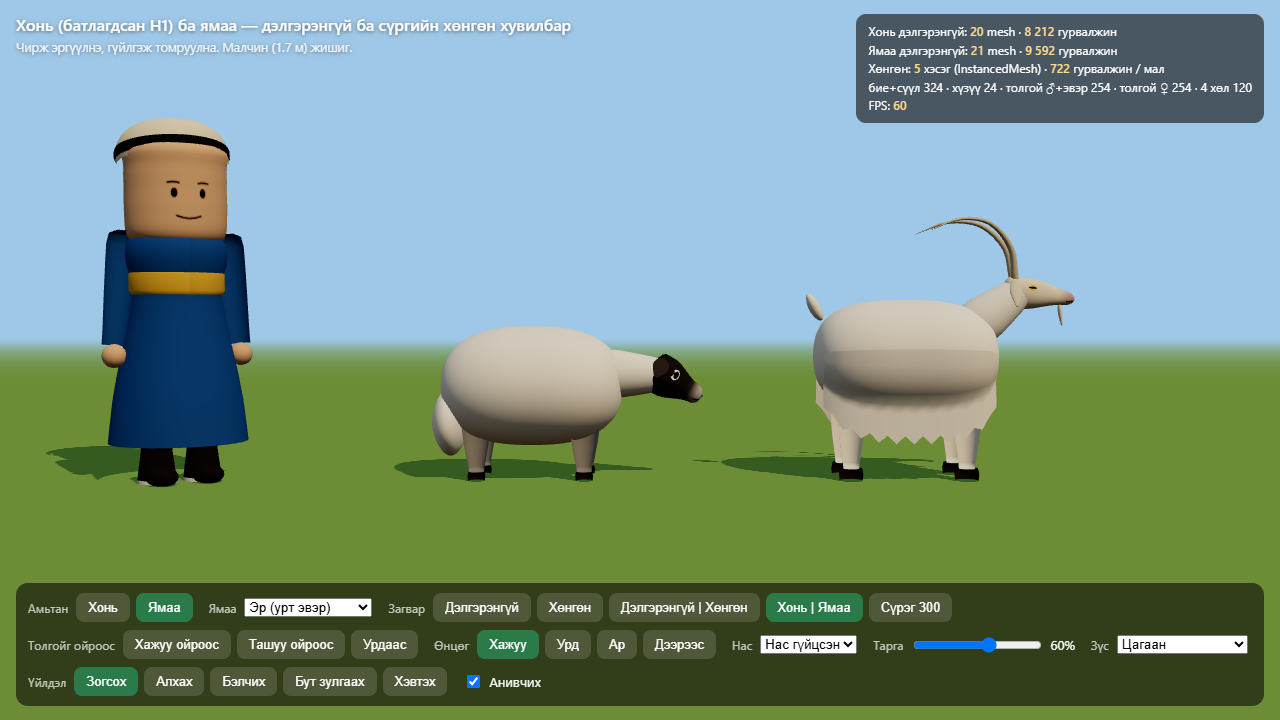 Хонь (батлагдсан H1) ба ямаа — дэлгэрэнгүй ба сүргийн хөнгөн хувилбар
Чирж эргүүлнэ, гүйлгэж томруулна. Малчин (1.7 м) жишиг.
Хонь дэлгэрэнгүй: 20 mesh · 8 212 гурвалжин
Ямаа дэлгэрэнгүй: 21 mesh · 9 592 гурвалжин
Хөнгөн: 5 хэсэг (InstancedMesh) · 722 гурвалжин / мал
бие+сүүл 324 · хүзүү 24 · толгой ♂+эвэр 254 · толгой ♀ 254 · 4 хөл 120
FPS: 60
Амьтан Хонь Ямаа Ямаа Эр (урт эвэр) Загвар Дэлгэрэнгүй Хөнгөн Дэлгэрэнгүй | Хөнгөн Хонь | Ямаа Сүрэг 300
Толгойг ойроос Хажуу ойроос Ташуу ойроос Урдаас Өнцөг Хажуу Урд Ар Дээрээс Нас Нас гүйцсэн Тарга 60% Зүс Цагаан
Үйлдэл Зогсох Алхах Бэлчих Бут зулгаах Хэвтэх Анивчих